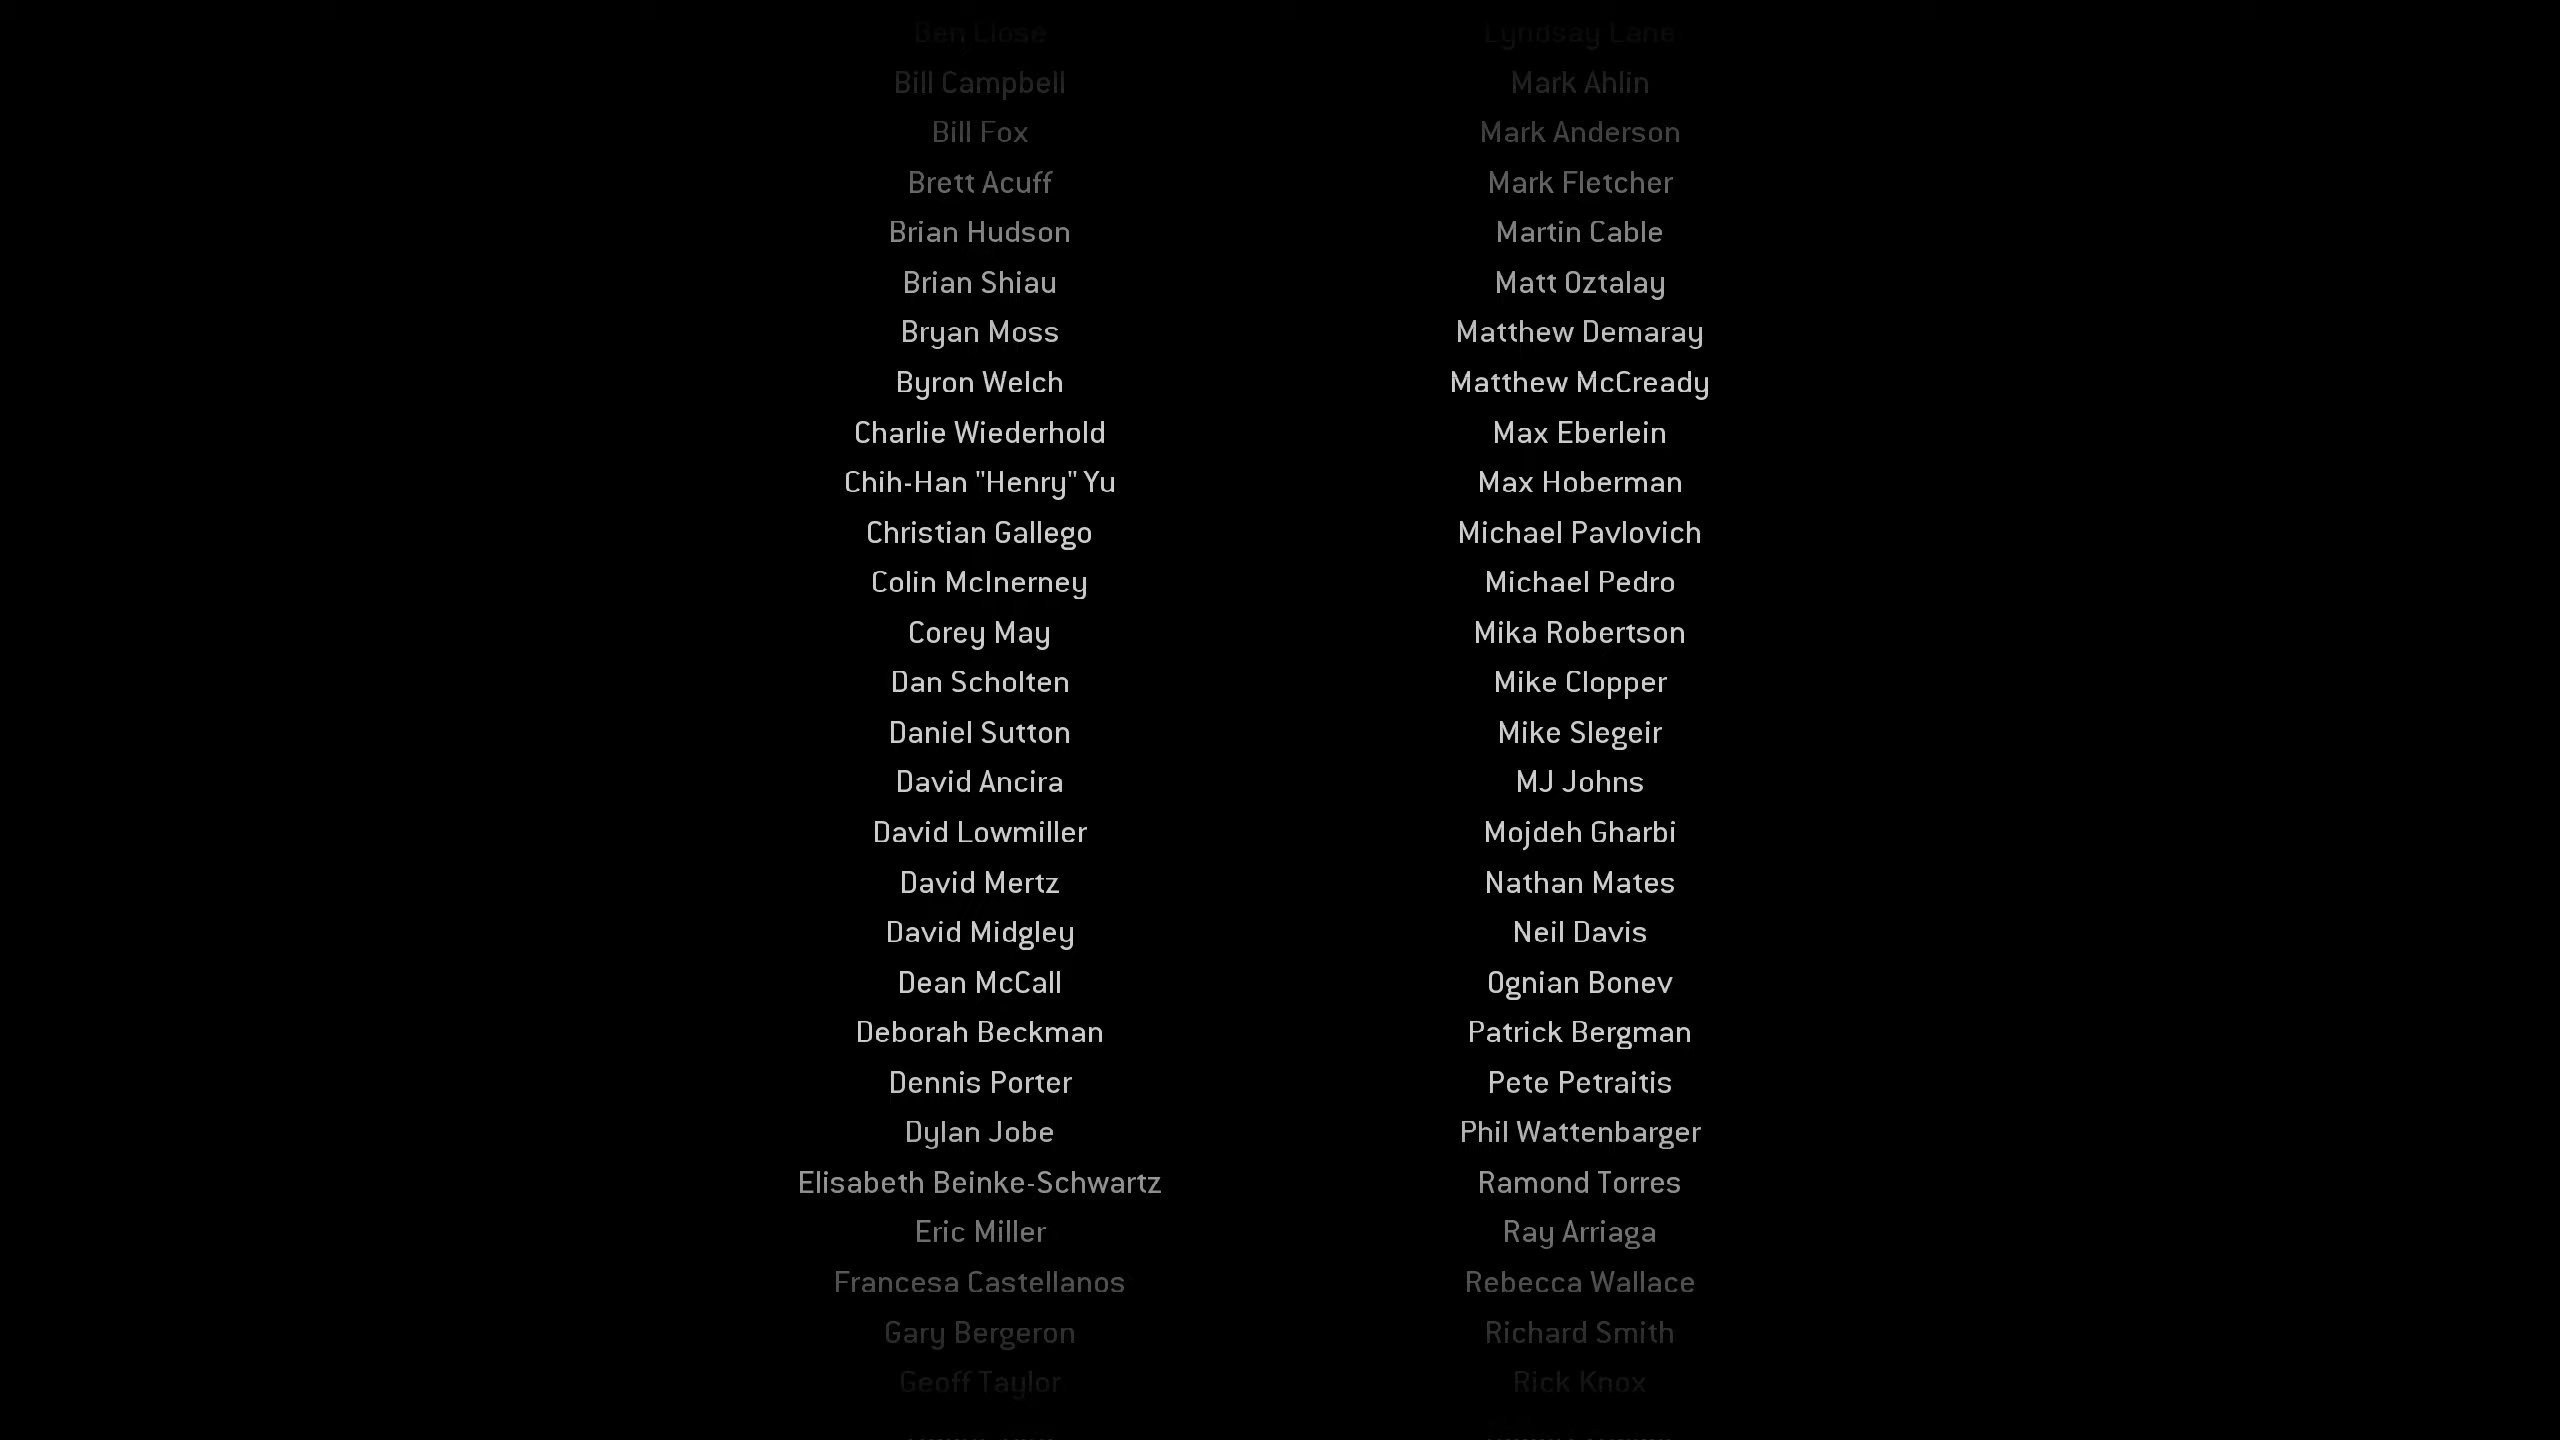 Ben Close
Bill Campbell
Bill Fox
Brett Acuff
Brian Hudson
Brian Shiau
Bryan Moss
Byron Welch
Charlie Wiederhold
Chih-Han "Henry" Yu
Christian Gallego
Colin McInerney
Corey May
Dan Scholten
Daniel Sutton
David Ancira
David Lowmiller
David Mertz
David Midgley
Dean McCall
Deborah Beckman
Dennis Porter
Dylan Jobe
Elisabeth Beinke-Schwartz
Eric Miller
Francesa Castellanos
Gary Bergeron
Geoff Taylor
Lyndsay Lane
Mark Ahlin
Mark Anderson
Mark Fletcher
Martin Cable
Matt Oztalay
Matthew Demaray
Matthew McCready
Max Eberlein
Max Hoberman
Michael Pavlovich
Michael Pedro
Mika Robertson
Mike Clopper
Mike Slegeir
MJ Johns
Mojdeh Gharbi
Nathan Mates
Neil Davis
Ognian Bonev
Patrick Bergman
Pete Petraitis
Phil Wattenbarger
Ramond Torres
Ray Arriaga
Rebecca Wallace
Richard Smith
Rick Knox